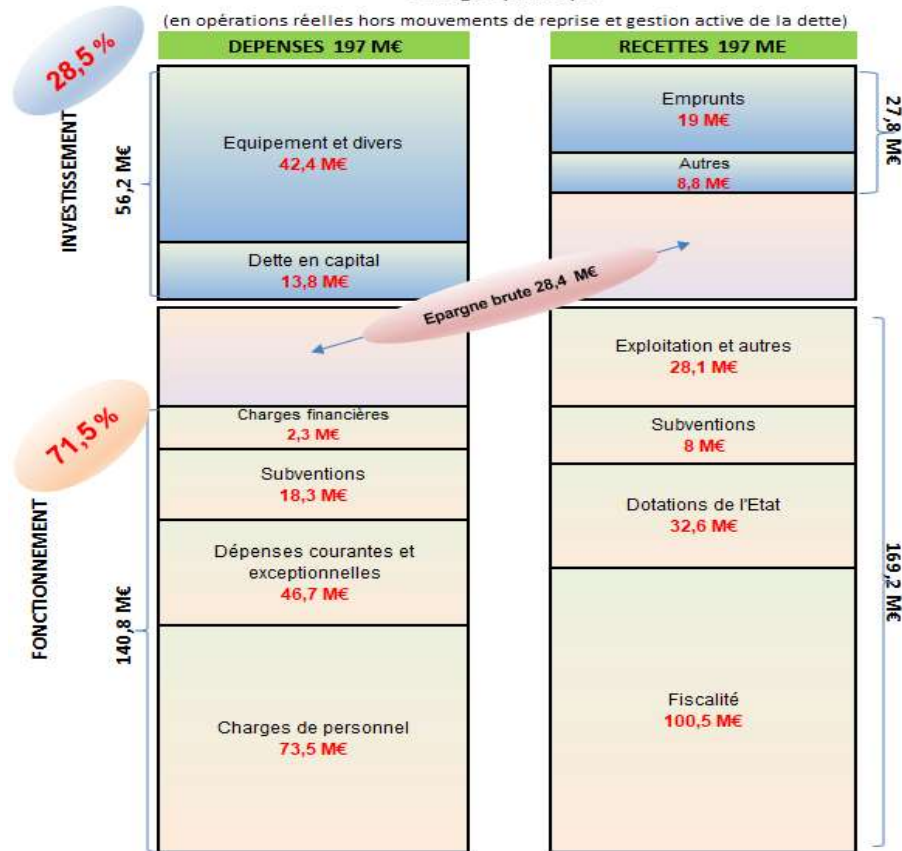 (en opérations réelles hors mouvements de reprise et gestion active de la dette)
DEPENSES 197 M€
RECETTES 197 ME
28,5 %
INVESTISSEMENT
56,2 M€
Equipement et divers
42,4 M€
Dette en capital
13,8 M€
Emprunts
19 M€
Autres
8,8 M€
27,8 M€
Epargne brute 28,4 M€
71,5 %
FONCTIONNEMENT
140,8 M€
Charges financières
2,3 M€
Subventions
18,3 M€
Dépenses courantes et
exceptionnelles
46,7 M€
Charges de personnel
73,5 M€
Exploitation et autres
28,1 M€
Subventions
8 M€
Dotations de l'Etat
32,6 M€
Fiscalité
100,5 M€
169,2 M€